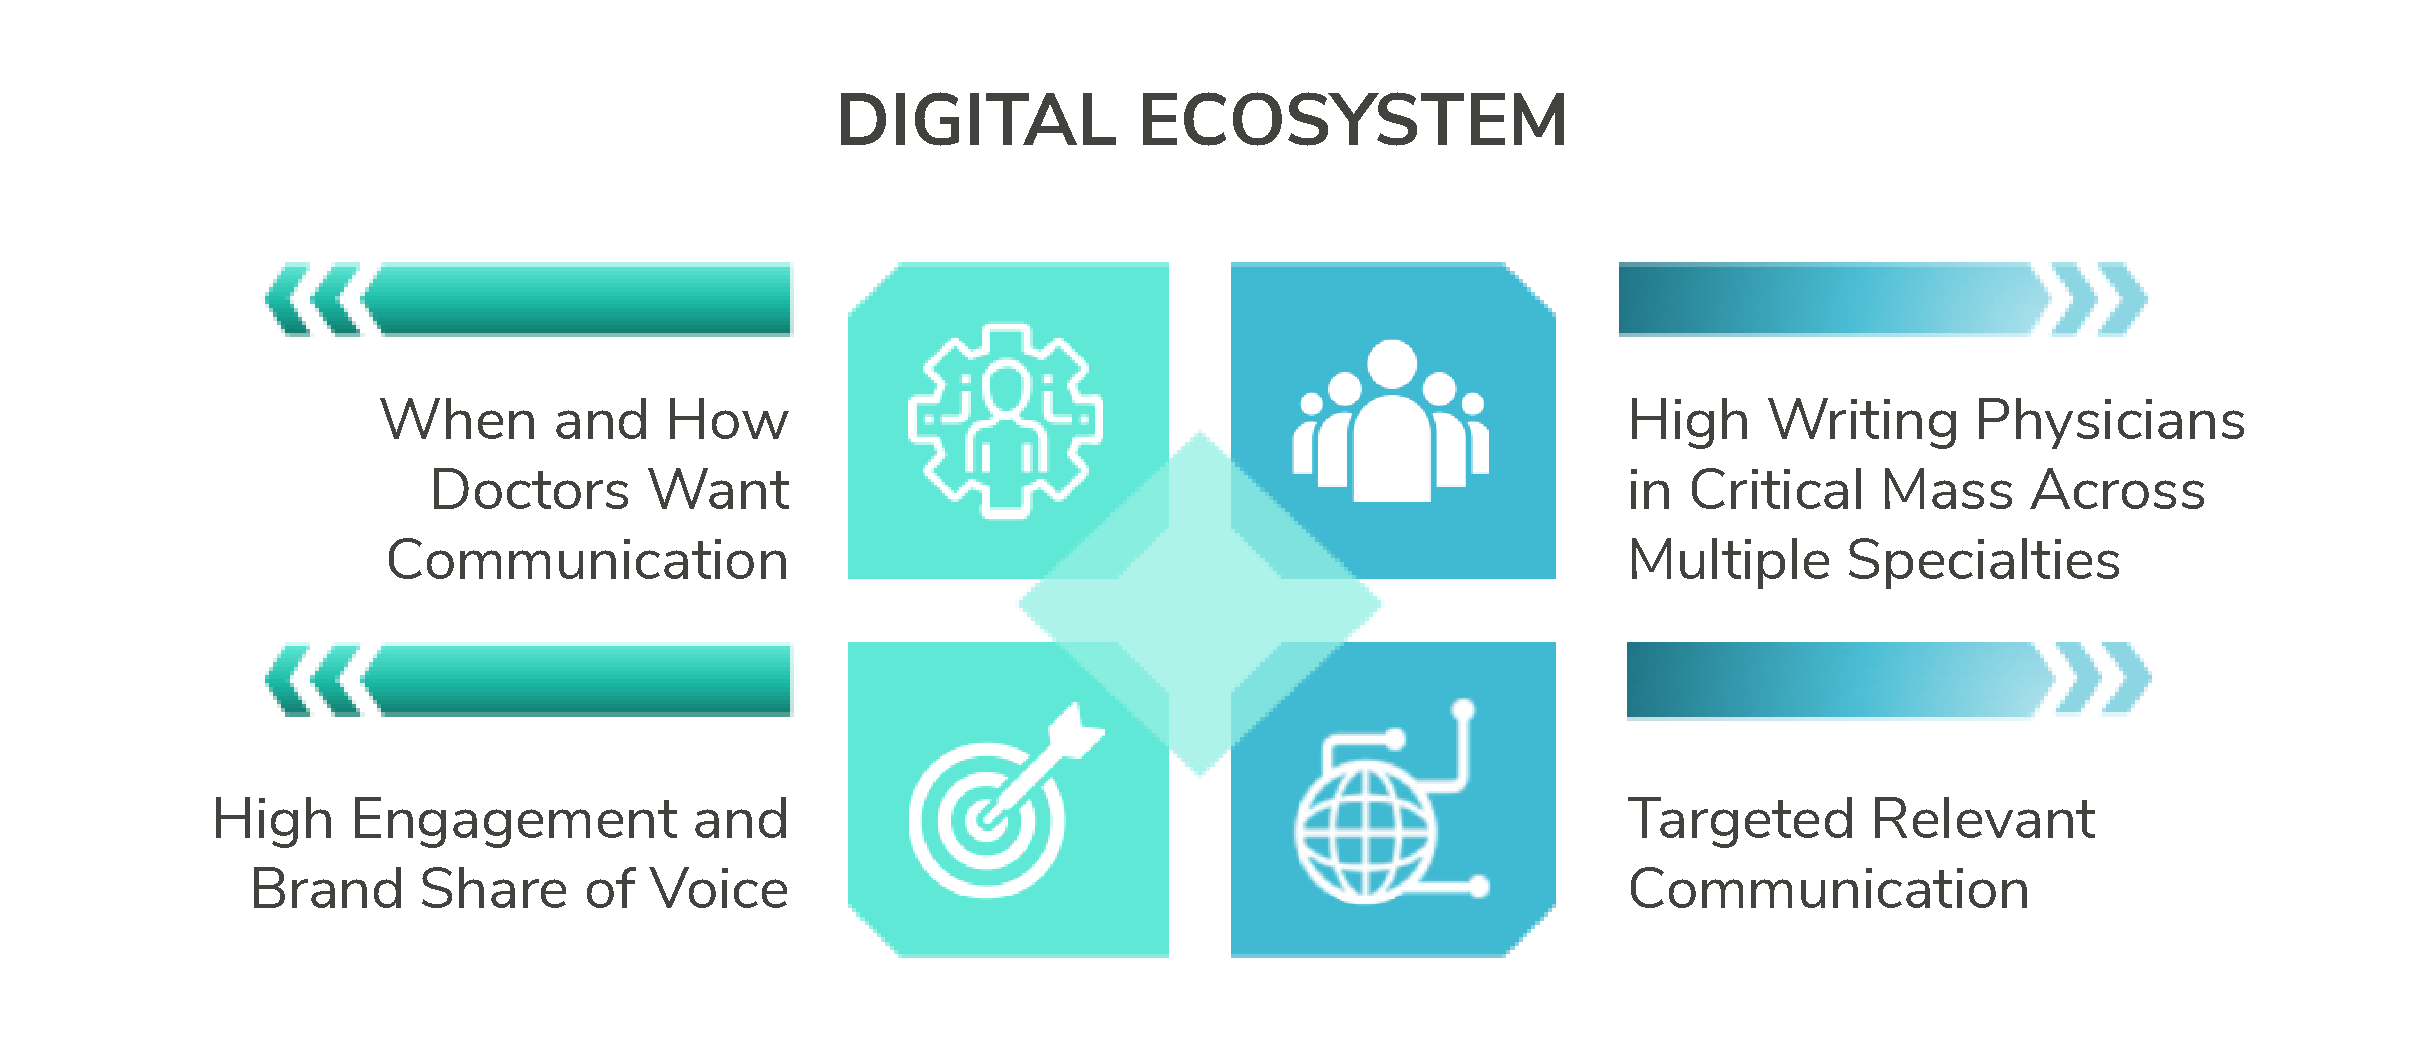 DIGITAL ECOSYSTEM
When and How
Doctors Want
Communication
High Writing Physicians
in Critical Mass Across
Multiple Specialties
High Engagement and
Brand Share of Voice
Targeted Relevant
Communication